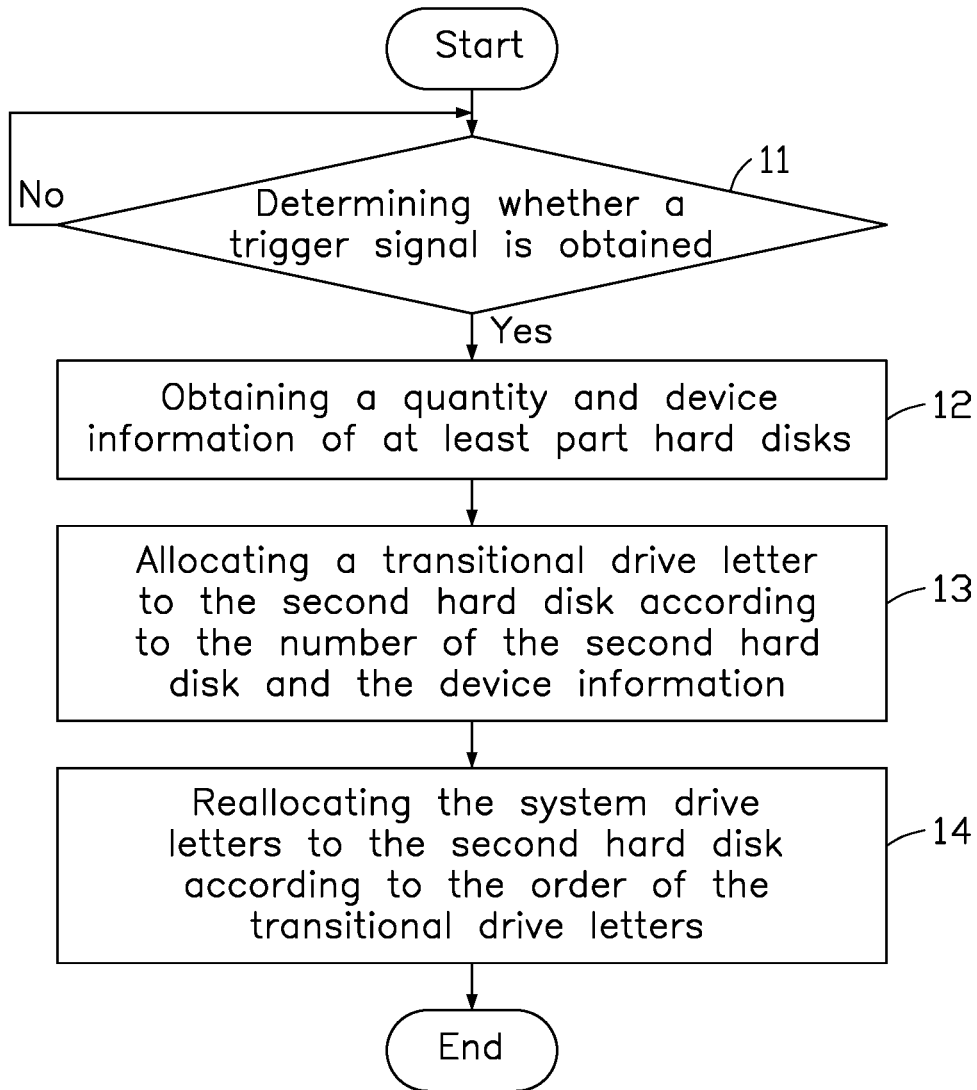 Start
11
No
Determining whether a
trigger signal is obtained
Yes
Obtaining a quantity and device
information of at least part hard disks
12
Allocating a transitional drive letter
to the second hard disk according
to the number of the second hard
disk and the device information
13
Reallocating the system drive
letters to the second hard disk
according to the order of the
transitional drive letters
14
End